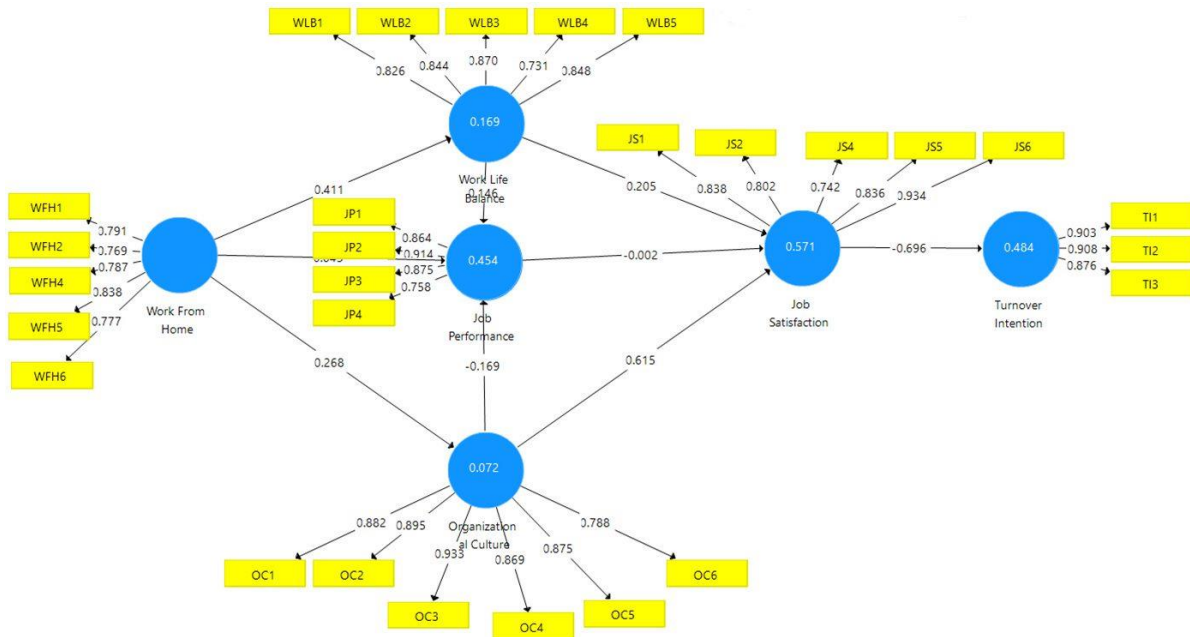 WLB1
WLB2
WLB3
WLB4
WLB5
0.826
0.844
0.870
0.731
0.848
0.169
Work Life
Balance
0.411
0.146
0.205
JS1
JS2
JS4
JS5
JS6
0.838
0.802
0.742
0.836
0.934
WFH1
WFH2
WFH4
WFH5
WFH6
0.791
0.769
0.787
0.838
0.777
Work From
Home
JP1
JP2
JP3
JP4
0.864
0.914
0.875
0.758
0.454
Job
Performance
-0.002
0.571
Job
Satisfaction
-0.696
0.484
Turnover
Intention
0.903
0.908
0.876
TI1
TI2
TI3
0.268
-0.169
0.615
0.072
Organization
al Culture
0.882
0.895
0.933
0.869
0.875
0.788
OC1
OC2
OC3
OC4
OC5
OC6